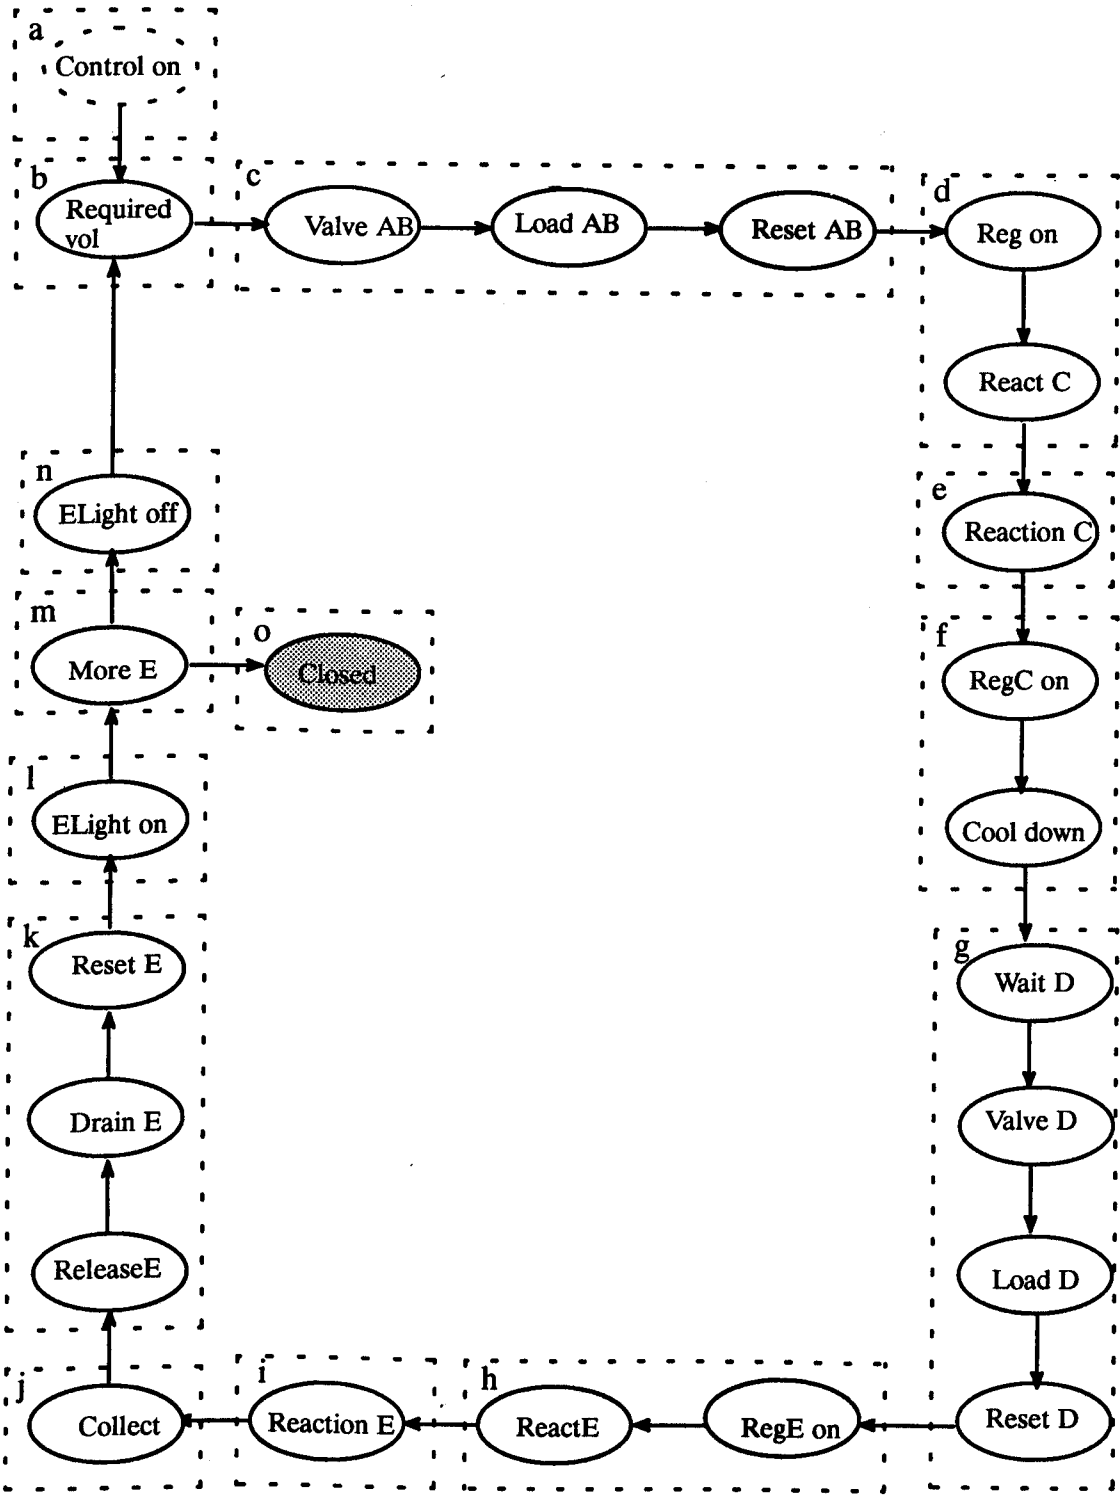 a
Control on
b
Required
vol
c
Valve AB
Load AB
Reset AB
d
Reg on
React C
e
Reaction C
f
RegC on
Cool down
g
Wait D
Valve D
Load D
Reset D
h
RegE on
ReactE
i
Reaction E
j
Collect
k
ReleaseE
Drain E
Reset E
l
ELight on
m
More E
n
ELight off
o
Closed